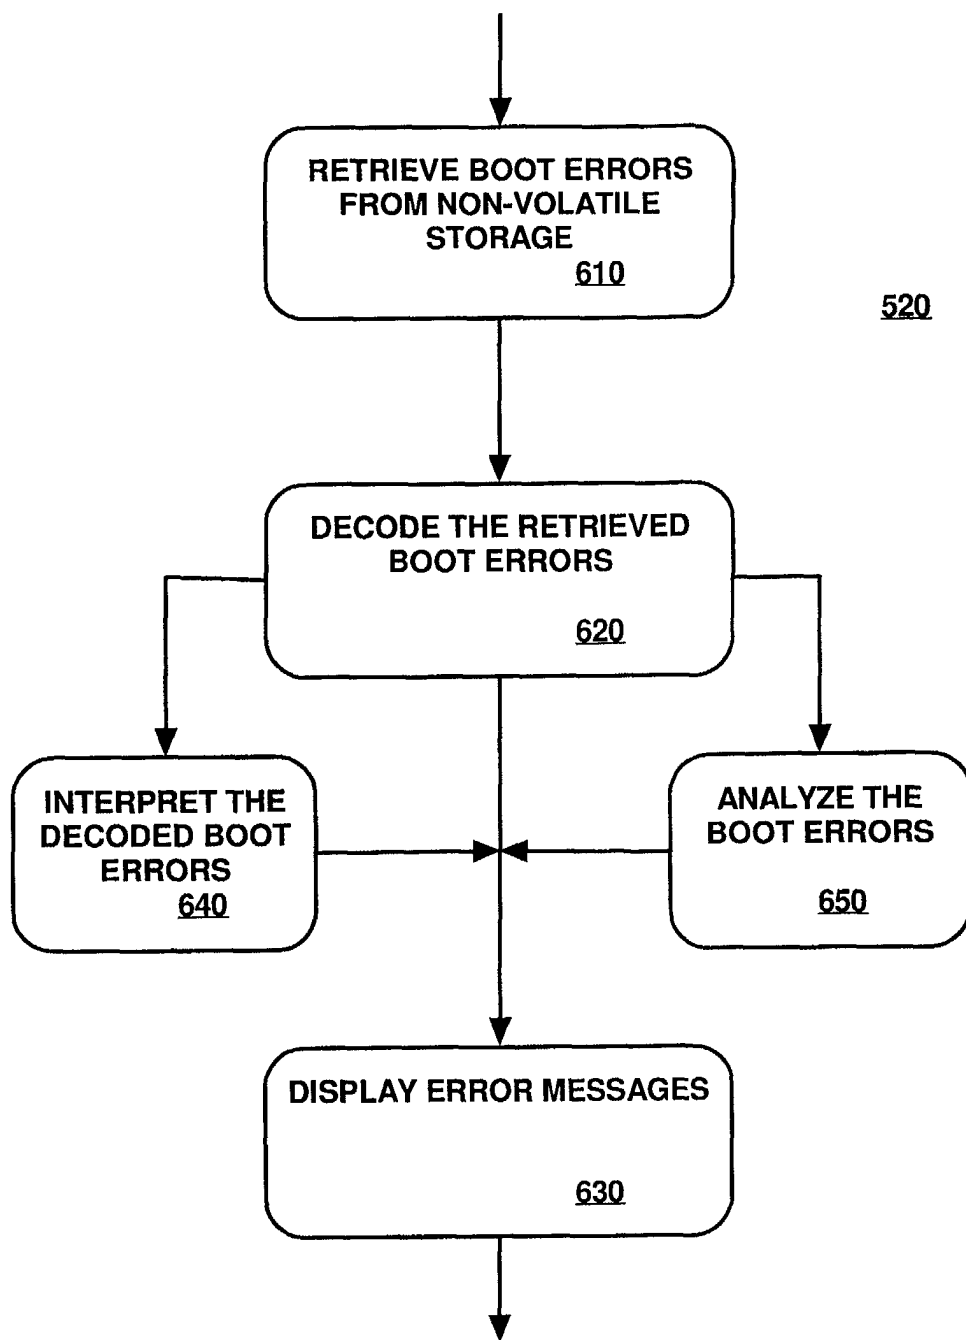 RETRIEVE BOOT ERRORS
FROM NON-VOLATILE
STORAGE
610
520
DECODE THE RETRIEVED
BOOT ERRORS
620
INTERPRET THE
DECODED BOOT
ERRORS
640
ANALYZE THE
BOOT ERRORS
650
DISPLAY ERROR MESSAGES
630